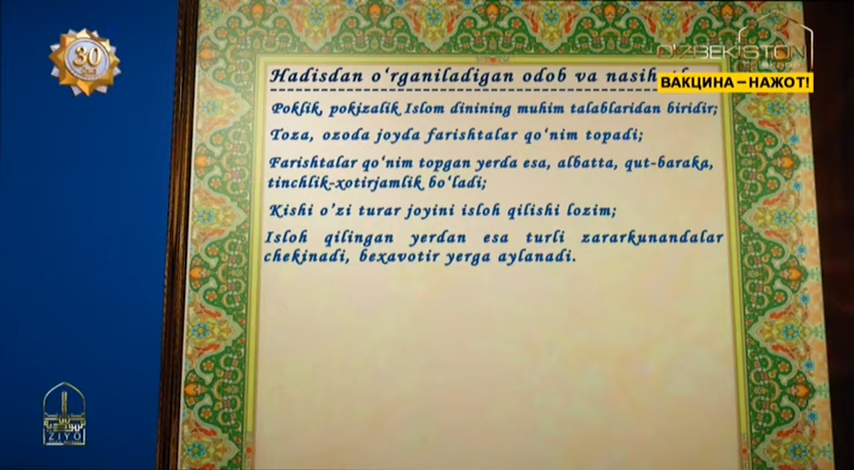 30
O'ZBEKISTON
ВАКЦИНА – НАЖОТ!
Hadisdan o‘rganiladigan odob va
Poklik, pokizalik Islom dinining muhim talablaridan biridir;
Toza, ozoda joyda farishtalar qo‘nim topadi;
Farishtalar qo‘nim topgan yerda esa, albatta, qut-baraka,
tinchlik-xotirjamlik bo‘ladi;
Kishi o’zi turar joyini isloh qilishi lozim;
Isloh qilingan yerdan esa turli zararkunandalar
chekinadi, bexavotir yerga aylanadi.
ZIYO